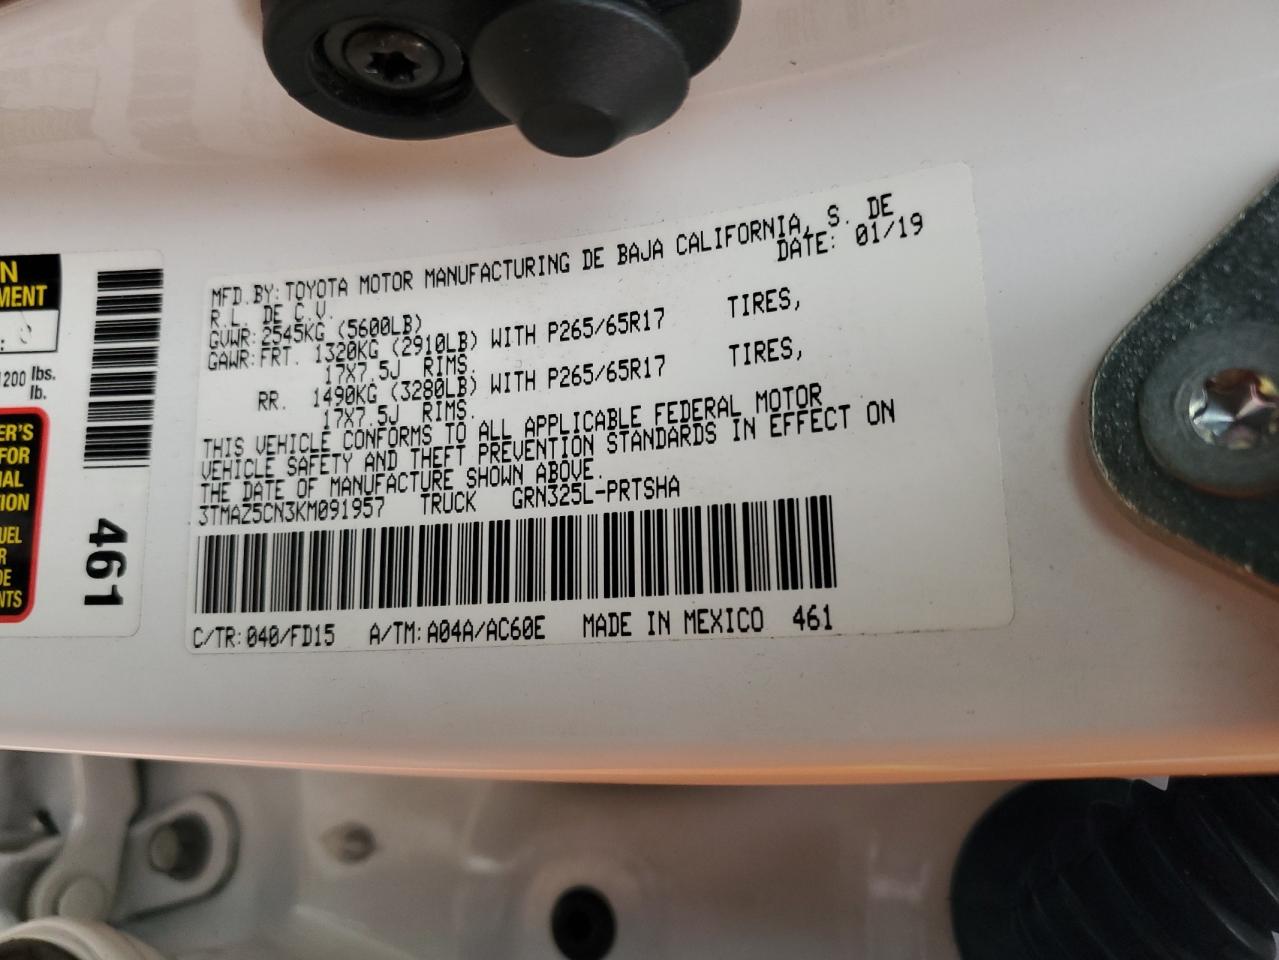 MFD.BY:TOYOTA MOTOR MANUFACTURING DE BAJA CALIFORNIA, S. DE
R.L. DE C.V. DATE: 01/19
GVWR:2545KG (5600LB)
GAWR:FRT. 1320KG (2910LB) WITH P265/65R17 TIRES,
17X7.5J RIMS.
RR. 1490KG (3280LB) WITH P265/65R17 TIRES,
17X7.5J RIMS.
THIS VEHICLE CONFORMS TO ALL APPLICABLE FEDERAL MOTOR
VEHICLE SAFETY AND THEFT PREVENTION STANDARDS IN EFFECT ON
THE DATE OF MANUFACTURE SHOWN ABOVE.
3TMAZ5CN3KM091957 TRUCK GRN325L-PRTSHA
C/TR:040/FD15 A/TM:A04A/AC60E MADE IN MEXICO 461
461
1200 lbs.
lb.